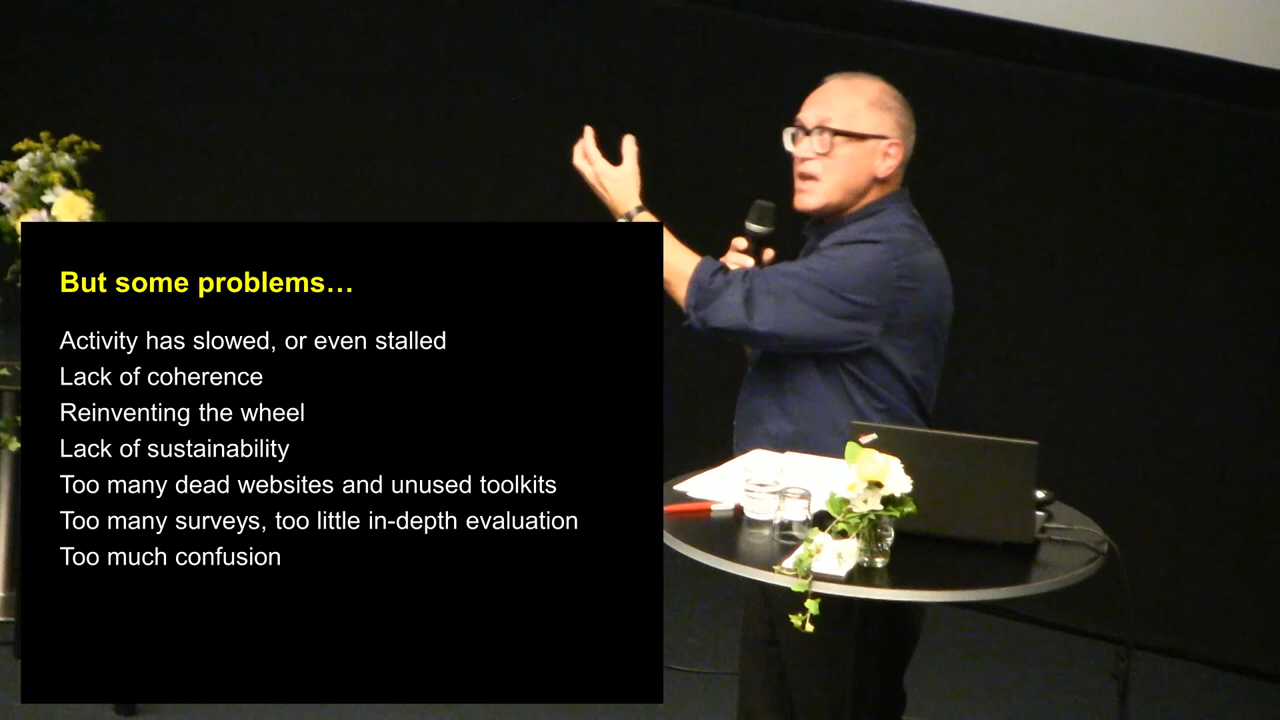 But some problems…
Activity has slowed, or even stalled
Lack of coherence
Reinventing the wheel
Lack of sustainability
Too many dead websites and unused toolkits
Too many surveys, too little in-depth evaluation
Too much confusion